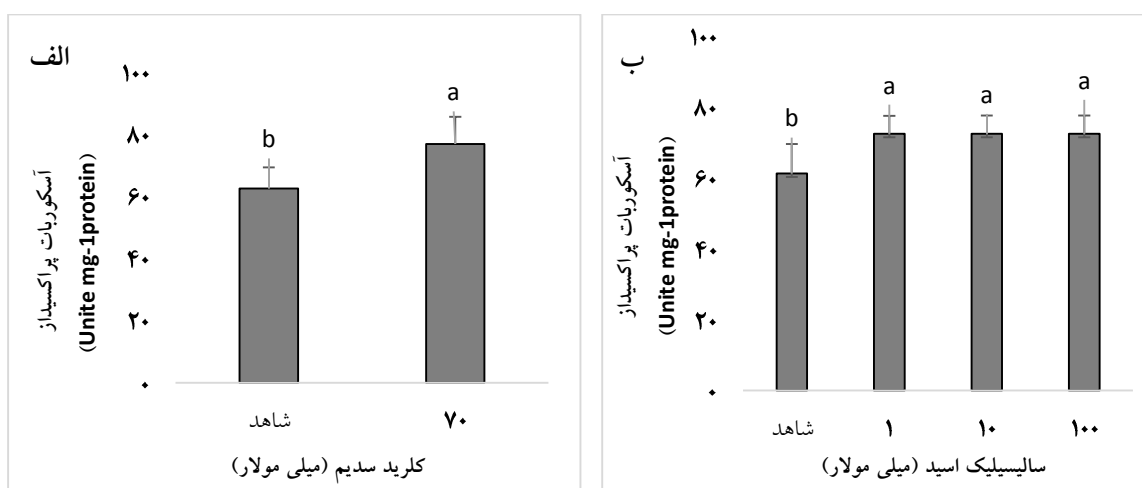 الف
آسکوربات پراکسیداز
(Unite mg-1protein)
۱۰۰
۸۰
۶۰
۴۰
۲۰
۰
b
a
شاهد
۷۰
کلرید سدیم (میلی مولار)
ب
آسکوربات پراکسیداز
(Unite mg-1protein)
۱۰۰
۸۰
۶۰
۴۰
۲۰
۰
b
a
a
a
شاهد
۱
۱۰
۱۰۰
سالیسیلیک اسید (میلی مولار)